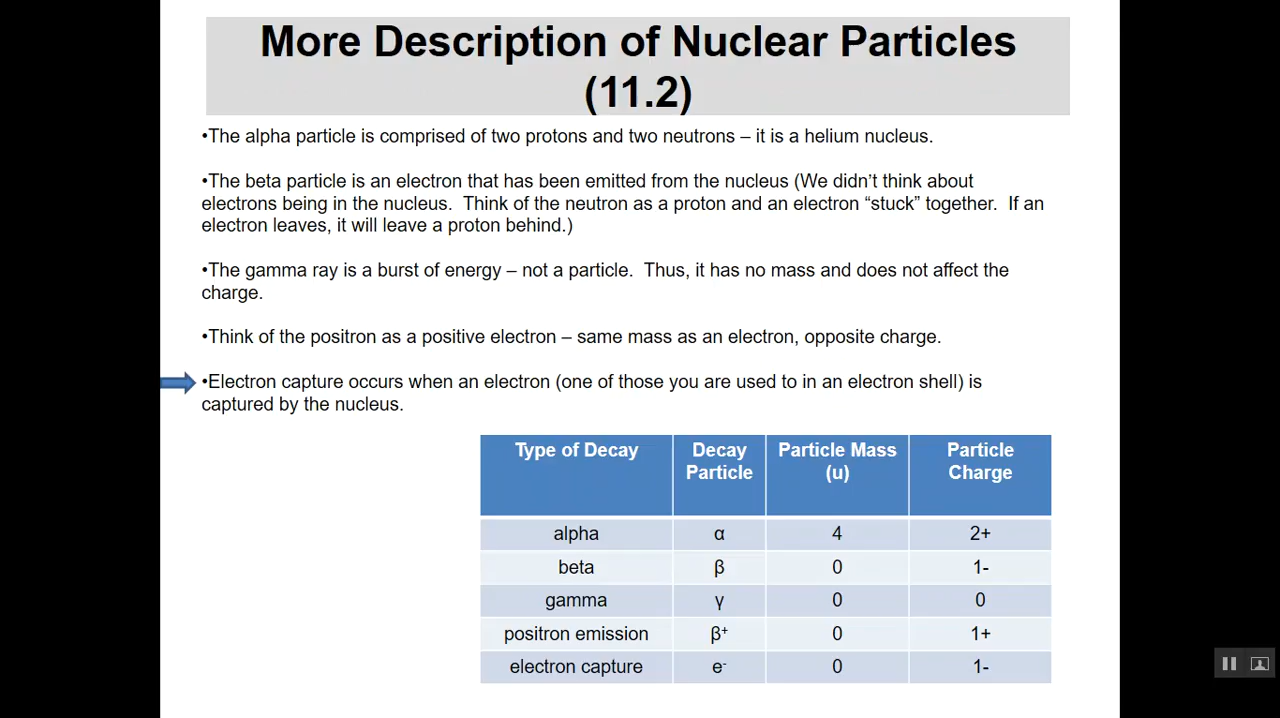 More Description of Nuclear Particles
(11.2)
•The alpha particle is comprised of two protons and two neutrons – it is a helium nucleus.
•The beta particle is an electron that has been emitted from the nucleus (We didn’t think about
electrons being in the nucleus.  Think of the neutron as a proton and an electron “stuck” together.  If an
electron leaves, it will leave a proton behind.)
•The gamma ray is a burst of energy – not a particle.  Thus, it has no mass and does not affect the
charge.
•Think of the positron as a positive electron – same mass as an electron, opposite charge.
•Electron capture occurs when an electron (one of those you are used to in an electron shell) is
captured by the nucleus.
Type of Decay Decay Particle Mass Particle
Particle (u) Charge
alpha α 4 2+
beta β 0 1-
gamma γ 0 0
positron emission β⁺ 0 1+
electron capture e⁻ 0 1-